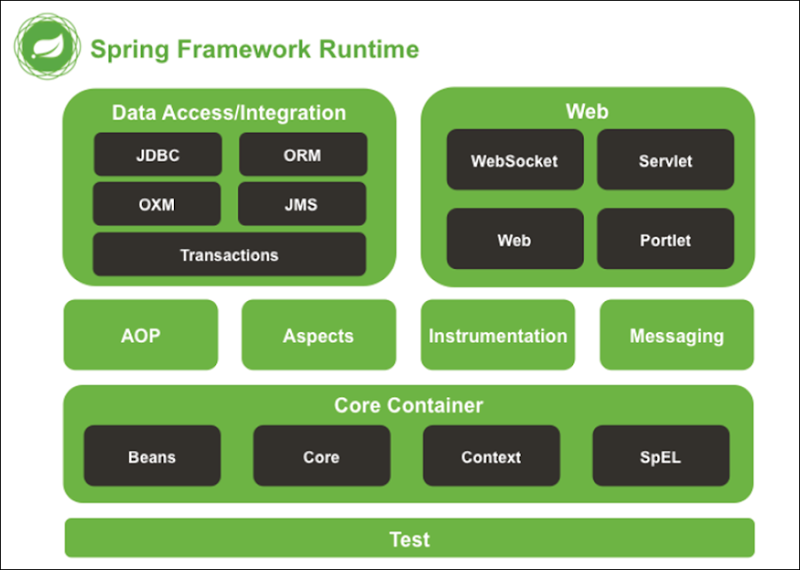 Spring Framework Runtime
Data Access/Integration
JDBC
ORM
OXM
JMS
Transactions
Web
WebSocket
Servlet
Web
Portlet
AOP
Aspects
Instrumentation
Messaging
Core Container
Beans
Core
Context
SpEL
Test